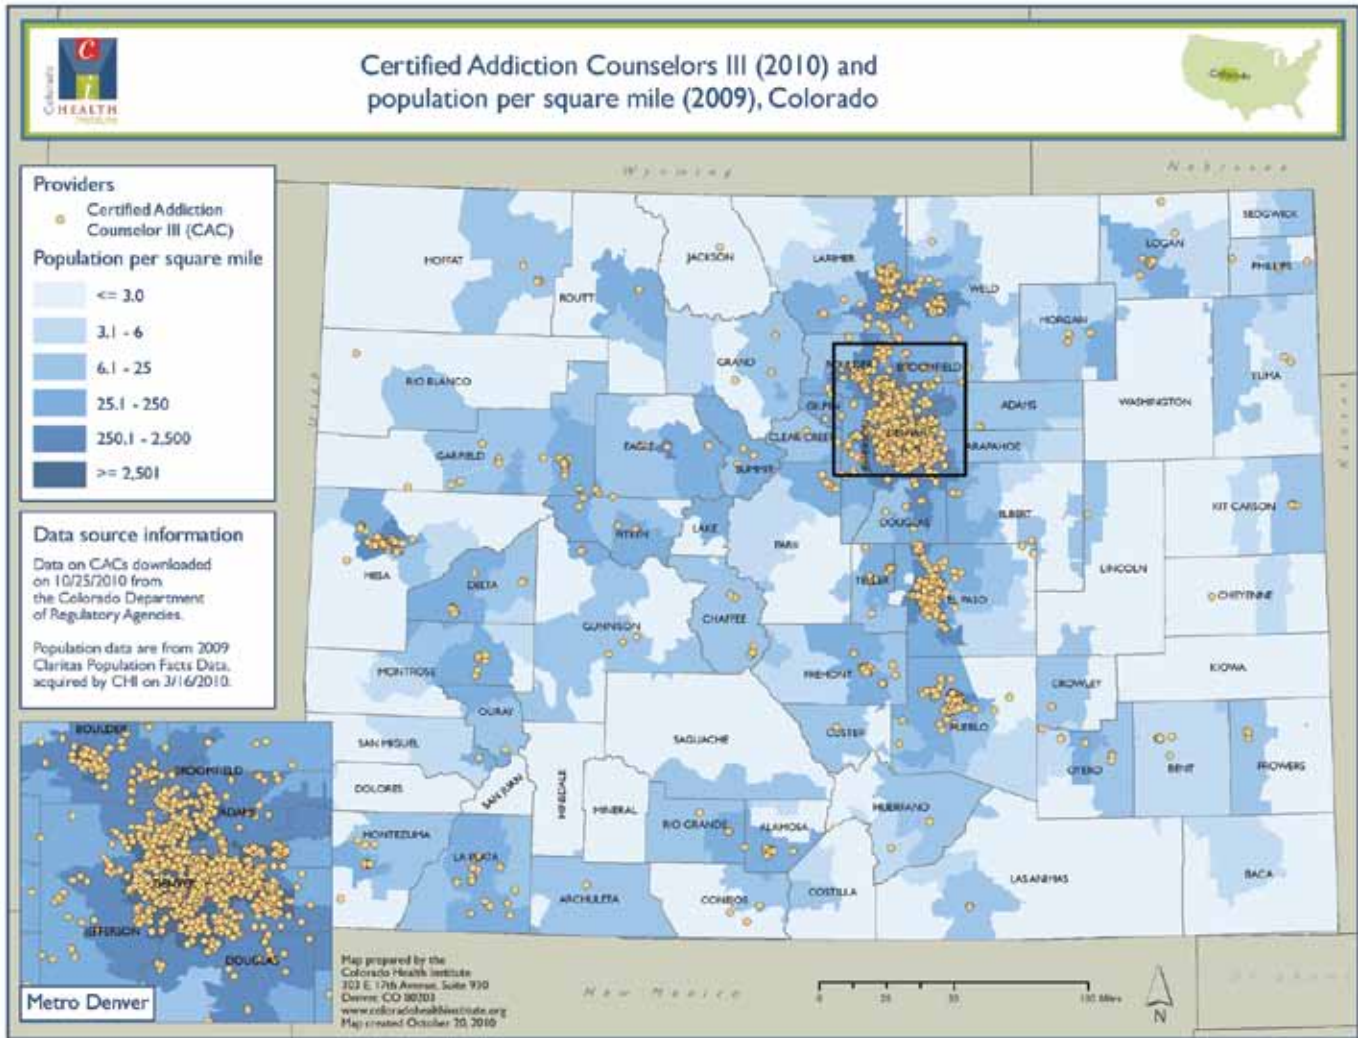 Colorado
C
i
HEALTH
Institute
Certified Addiction Counselors III (2010) and
population per square mile (2009), Colorado
Colorado
Providers
Certified Addiction
Counselor III (CAC)
Population per square mile
<= 3.0
3.1 - 6
6.1 - 25
25.1 - 250
250.1 - 2,500
>= 2,501
Data source information
Data on CACs downloaded
on 10/25/2010 from
the Colorado Department
of Regulatory Agencies.
Population data are from 2009
Claritas Population Facts Data,
acquired by CHI on 3/16/2010.
Wyoming
Nebraska
Utah
Kansas
New Mexico
MOFFAT
ROUTT
JACKSON
LARIMER
WELD
LOGAN
SEDGWICK
PHILLIPS
MORGAN
YUMA
WASHINGTON
RIO BLANCO
GRAND
BOULDER
BROOMFIELD
GILPIN
ADAMS
CLEAR CREEK
DENVER
ARAPAHOE
GARFIELD
EAGLE
SUMMIT
PITKIN
LAKE
PARK
DOUGLAS
ELBERT
KIT CARSON
LINCOLN
MESA
DELTA
GUNNISON
CHAFFEE
TELLER
EL PASO
CHEYENNE
MONTROSE
FREMONT
CROWLEY
KIOWA
OURAY
SAN MIGUEL
SAGUACHE
CUSTER
PUEBLO
OTERO
BENT
PROWERS
DOLORES
SAN JUAN
HINSDALE
MINERAL
RIO GRANDE
ALAMOSA
HUERFANO
MONTEZUMA
LA PLATA
ARCHULETA
CONEJOS
COSTILLA
LAS ANIMAS
BACA
BOULDER
BROOMFIELD
ADAMS
DENVER
JEFFERSON
DOUGLAS
Metro Denver
Map prepared by the
Colorado Health Institute
303 E. 17th Avenue, Suite 930
Denver, CO 80203
www.coloradohealthinstitute.org
Map created October 20, 2010
0 25 50 100 Miles
N